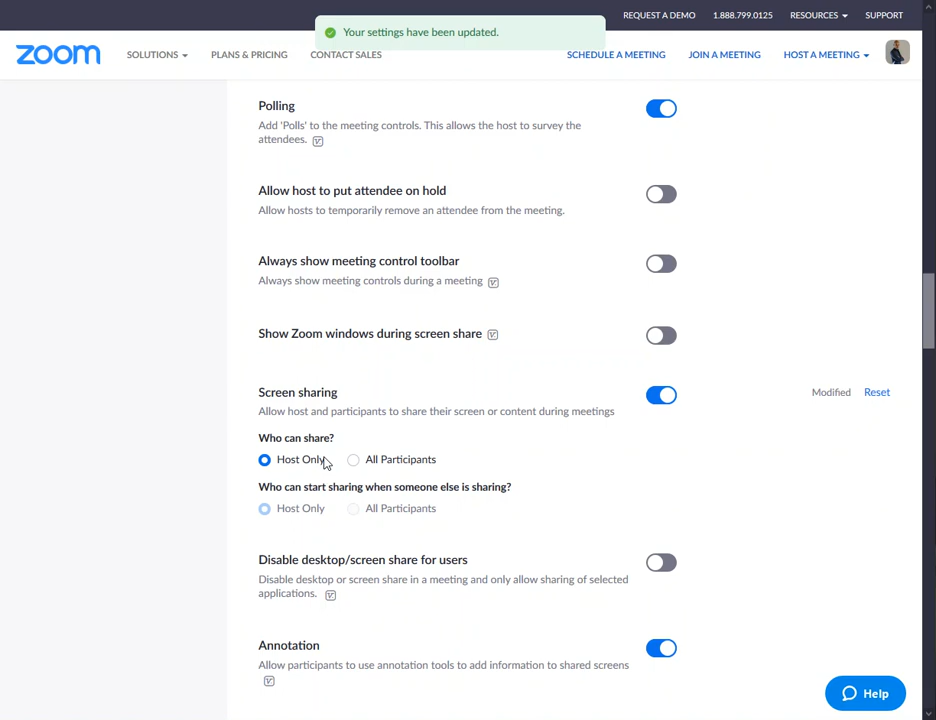 REQUEST A DEMO 1.888.799.0125 RESOURCES SUPPORT
Your settings have been updated.
zoom SOLUTIONS PLANS & PRICING CONTACT SALES SCHEDULE A MEETING JOIN A MEETING HOST A MEETING
Polling
Add 'Polls' to the meeting controls. This allows the host to survey the
attendees.
Allow host to put attendee on hold
Allow hosts to temporarily remove an attendee from the meeting.
Always show meeting control toolbar
Always show meeting controls during a meeting
Show Zoom windows during screen share
Screen sharing Modified Reset
Allow host and participants to share their screen or content during meetings
Who can share?
Host Only All Participants
Who can start sharing when someone else is sharing?
Host Only All Participants
Disable desktop/screen share for users
Disable desktop or screen share in a meeting and only allow sharing of selected
applications.
Annotation
Allow participants to use annotation tools to add information to shared screens
Help